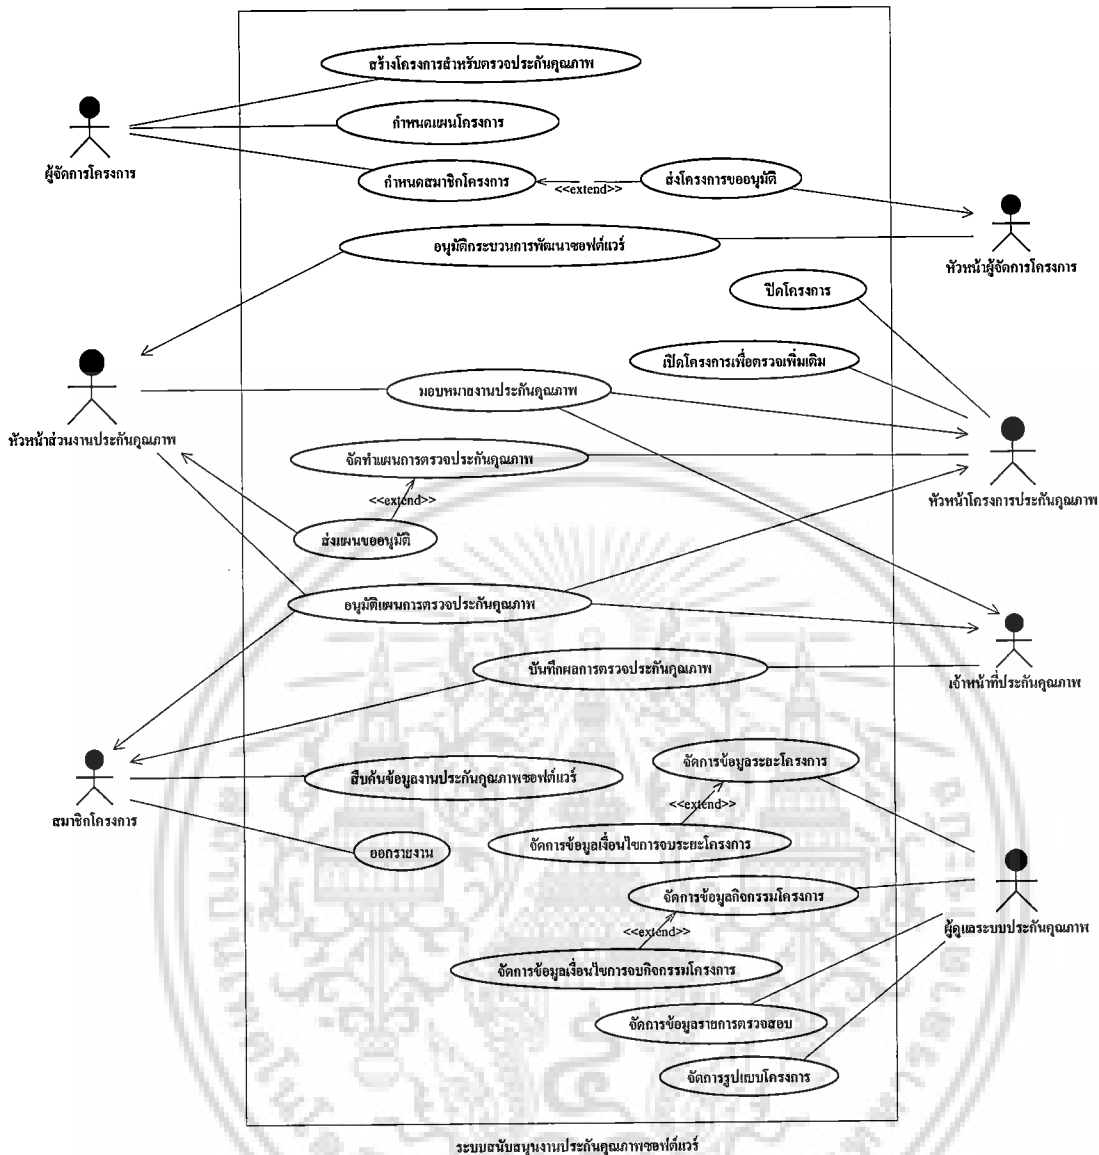 สร้างโครงการสำหรับตรวจประกันคุณภาพ
กำหนดแผนโครงการ
ผู้จัดการโครงการ
กำหนดสมาชิกโครงการ
<<extend>>
ส่งโครงการขออนุมัติ
อนุมัติกระบวนการพัฒนาซอฟต์แวร์
หัวหน้าผู้จัดการโครงการ
ปิดโครงการ
เปิดโครงการเพื่อตรวจเพิ่มเติม
มอบหมายงานประกันคุณภาพ
หัวหน้าส่วนงานประกันคุณภาพ
จัดทำแผนการตรวจประกันคุณภาพ
หัวหน้าโครงการประกันคุณภาพ
<<extend>>
ส่งแผนขออนุมัติ
อนุมัติแผนการตรวจประกันคุณภาพ
บันทึกผลการตรวจประกันคุณภาพ
เจ้าหน้าที่ประกันคุณภาพ
จัดการข้อมูลระยะโครงการ
สืบค้นข้อมูลงานประกันคุณภาพซอฟต์แวร์
<<extend>>
สมาชิกโครงการ
จัดการข้อมูลเงื่อนไขการจบระยะโครงการ
ออกรายงาน
จัดการข้อมูลกิจกรรมโครงการ
ผู้ดูแลระบบประกันคุณภาพ
<<extend>>
จัดการข้อมูลเงื่อนไขการจบกิจกรรมโครงการ
จัดการข้อมูลรายการตรวจสอบ
จัดการรูปแบบโครงการ
ระบบสนับสนุนงานประกันคุณภาพซอฟต์แวร์